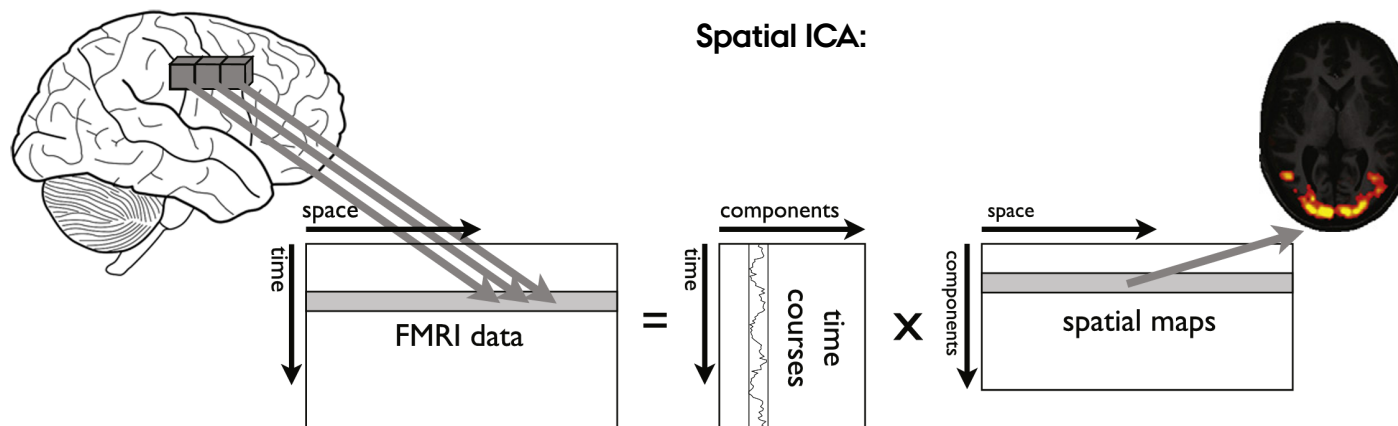 Spatial ICA:
space
time
FMRI data
=
components
time
time
courses
x
space
components
spatial maps